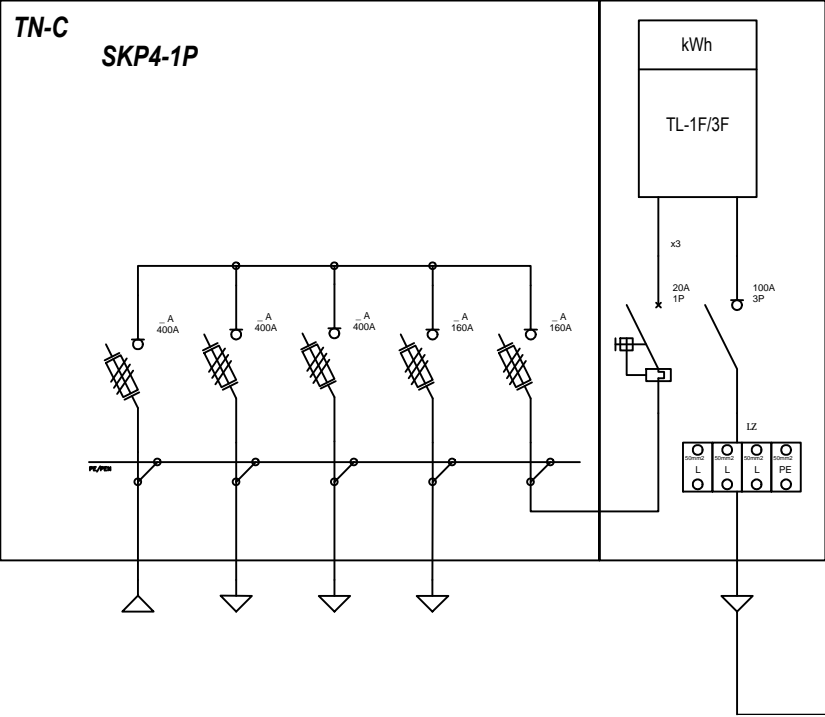 TN-C
SKP4-1P
kWh
TL-1F/3F
x3
20A
1P
100A
3P
_ A
400A
_ A
400A
_ A
400A
_ A
160A
_ A
160A
LZ
50mm2
50mm2
50mm2
50mm2
L
L
L
PE
PE/PEN